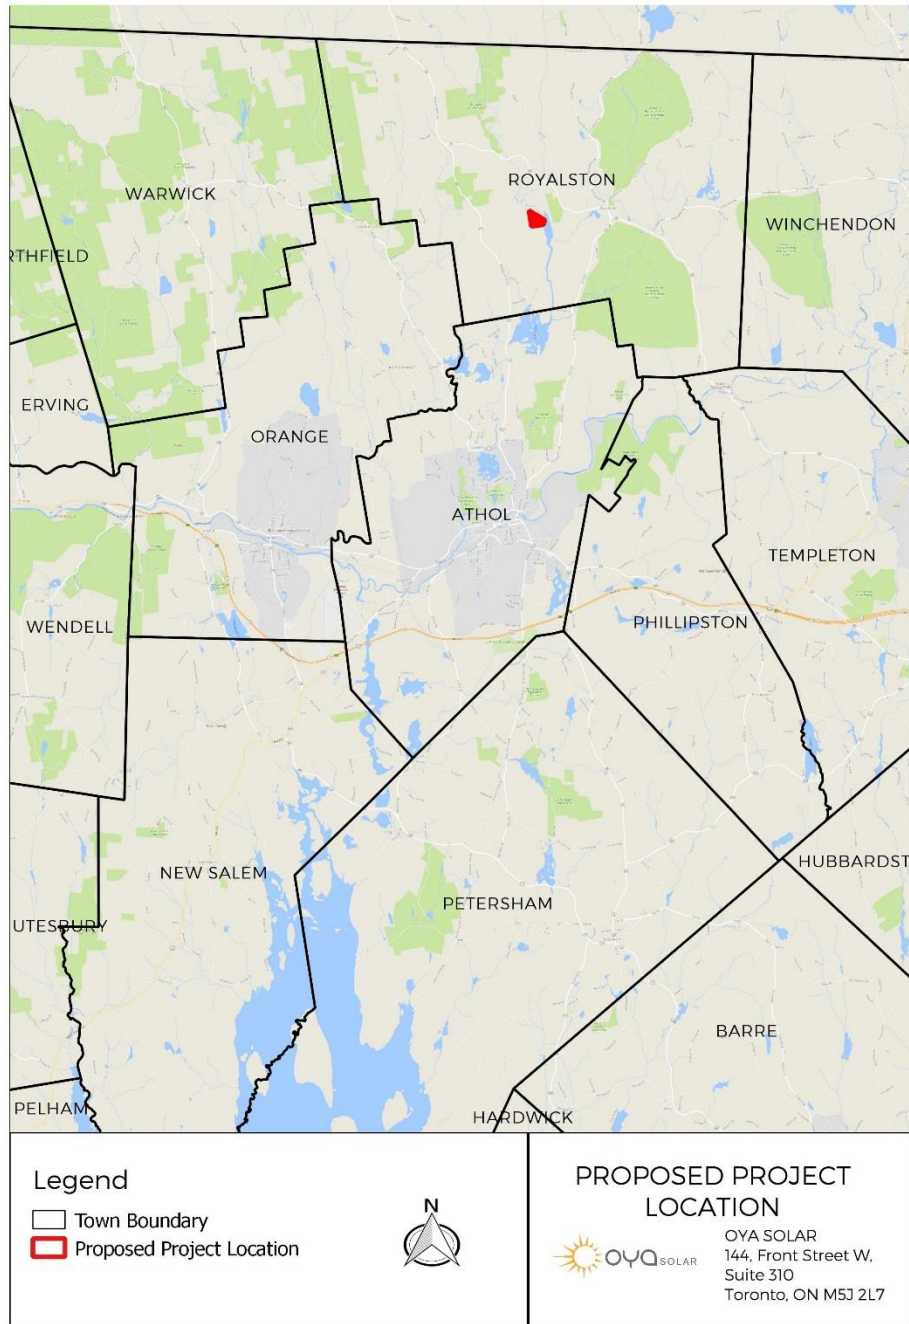 ROYALSTON
WARWICK
WINCHENDON
RTHFIELD
ERVING
ORANGE
ATHOL
TEMPLETON
PHILLIPSTON
WENDELL
HUBBARDST
NEW SALEM
PETERSHAM
UTESBURY
BARRE
PELHAM
HARDWICK
Legend
Town Boundary
Proposed Project Location
N
PROPOSED PROJECT
LOCATION
OYA SOLAR
OYA SOLAR
144, Front Street W,
Suite 310
Toronto, ON M5J 2L7